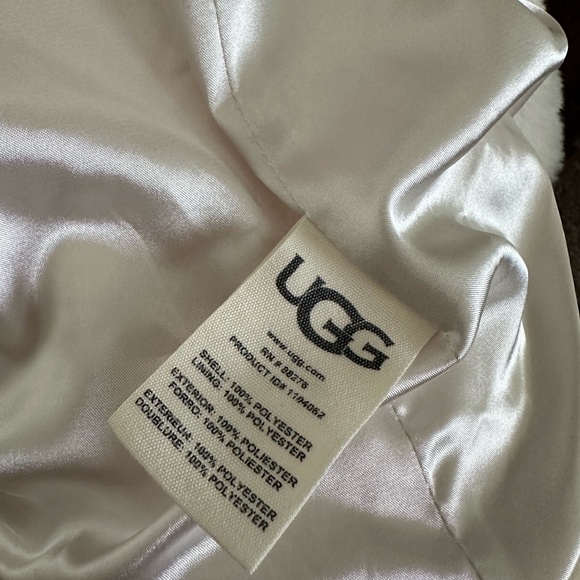 UGG
www.ugg.com
RN # 88276
PRODUCT ID# 1104062
SHELL: 100% POLYESTER
LINING: 100% POLYESTER
EXTERIOR: 100% POLIESTER
FORRO: 100% POLIESTER
EXTERIEUR: 100% POLYESTER
DOUBLURE: 100% POLYESTER